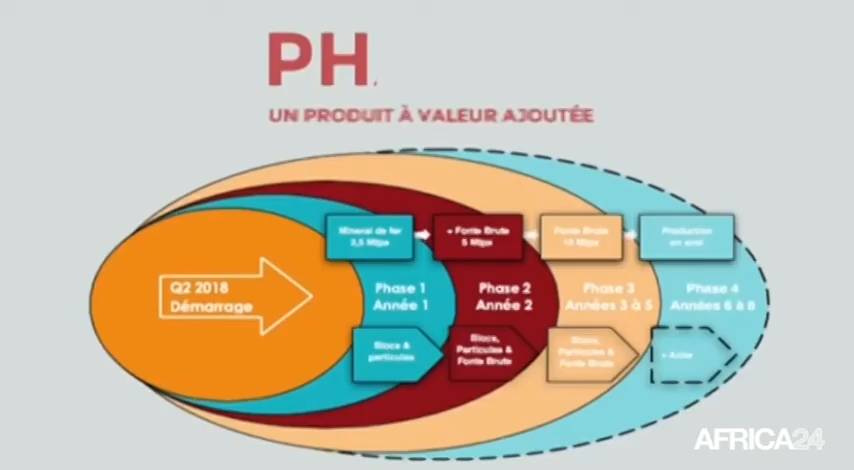 PH.
UN PRODUIT À VALEUR AJOUTÉE
Minerai de fer
2,5 Mtpa
+ Fonte Brute
5 Mtpa
Fonte Brute
10 Mtpa
Production
en aval
Q2 2018
Démarrage
Phase 1
Année 1
Phase 2
Année 2
Phase 3
Années 3 à 5
Phase 4
Années 6 à 8
Blocs &
particules
Blocs,
Particules &
Fonte Brute
Blocs,
Particules &
Fonte Brute
+ Acier
AFRICA24